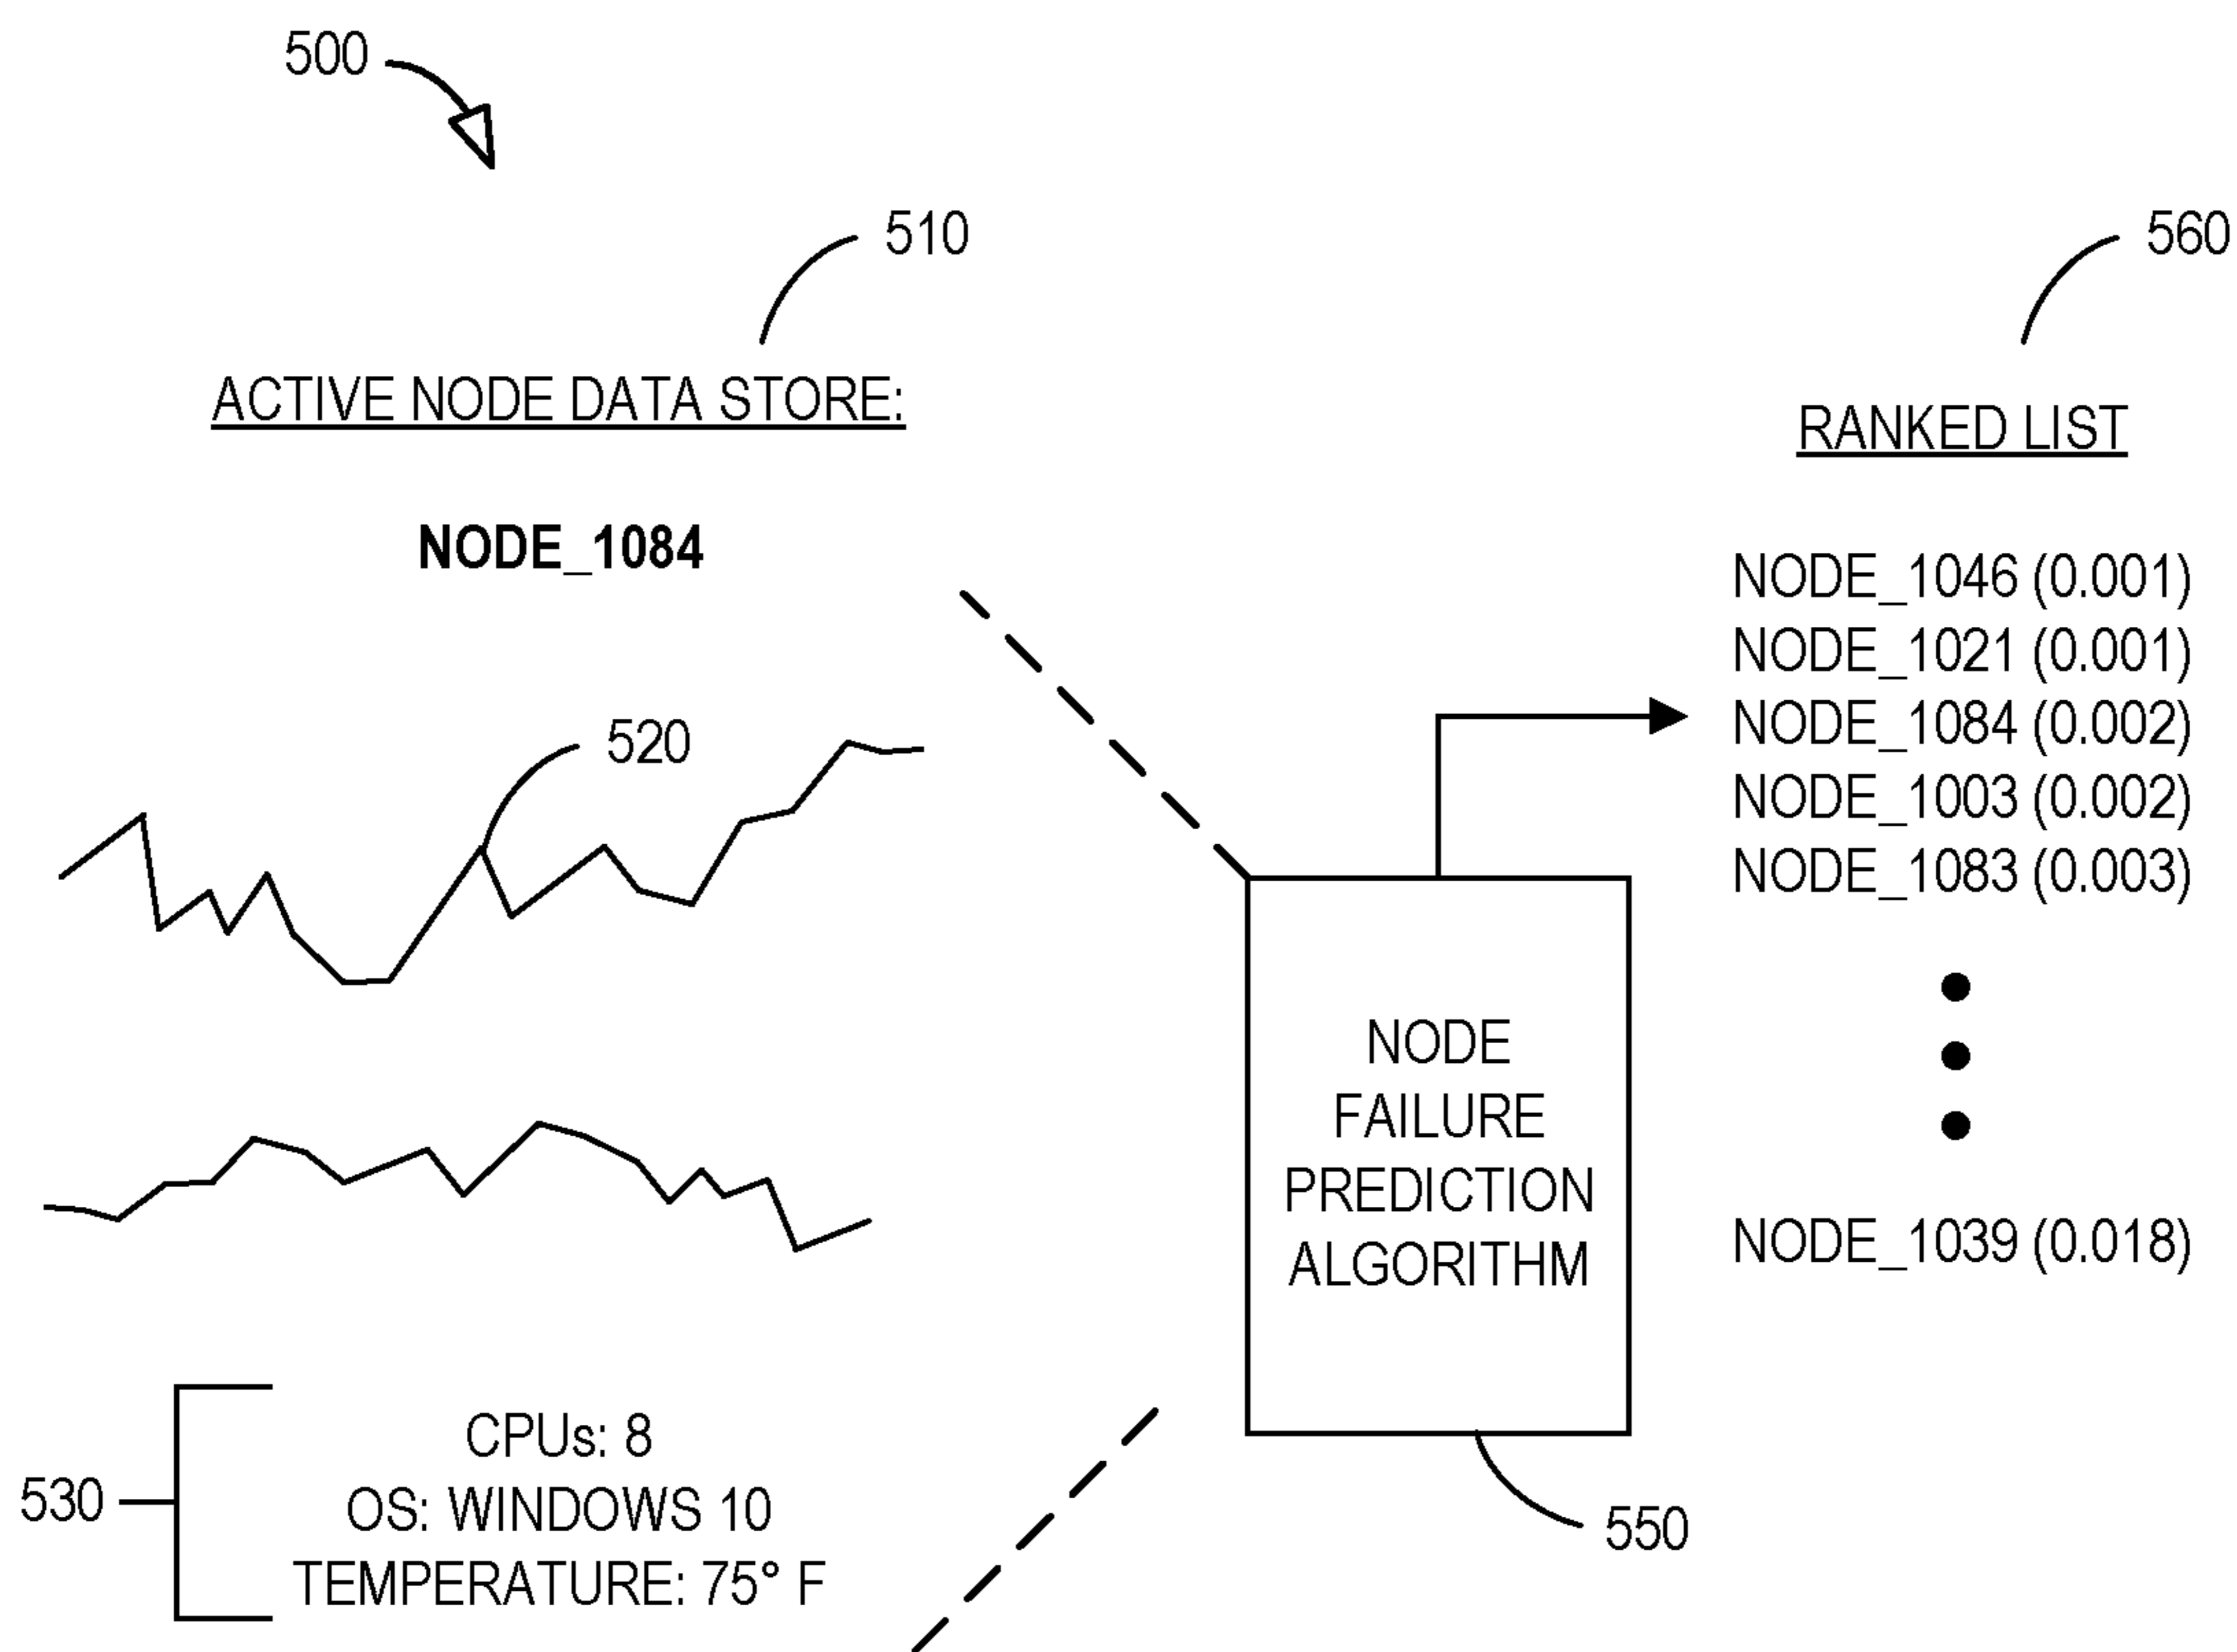 500
510
ACTIVE NODE DATA STORE:
NODE_1084
520
CPUs: 8
OS: WINDOWS 10
TEMPERATURE: 75° F
530
NODE
FAILURE
PREDICTION
ALGORITHM
550
560
RANKED LIST
NODE_1046 (0.001)
NODE_1021 (0.001)
NODE_1084 (0.002)
NODE_1003 (0.002)
NODE_1083 (0.003)
NODE_1039 (0.018)